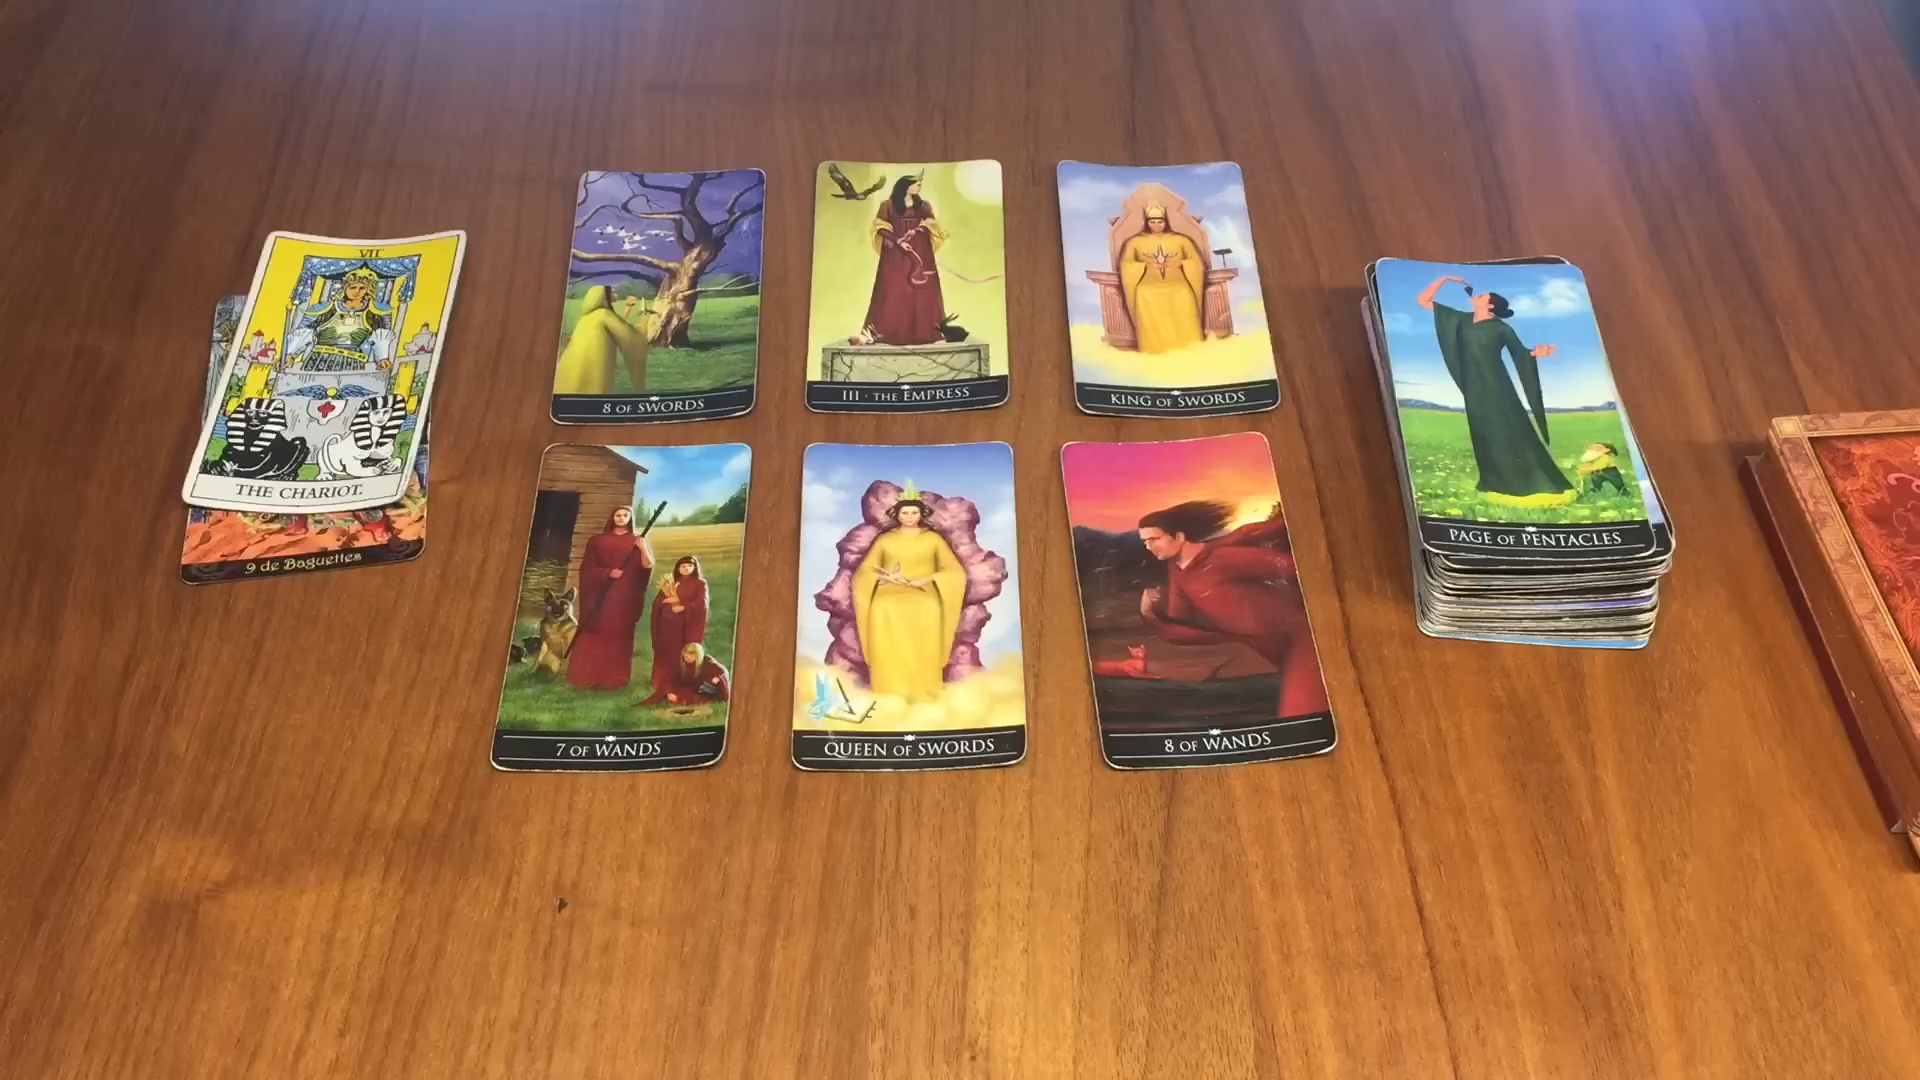 VII.
THE CHARIOT.
9 de Baguettes
8 OF SWORDS
III · THE EMPRESS
KING OF SWORDS
7 OF WANDS
QUEEN OF SWORDS
8 OF WANDS
PAGE OF PENTACLES